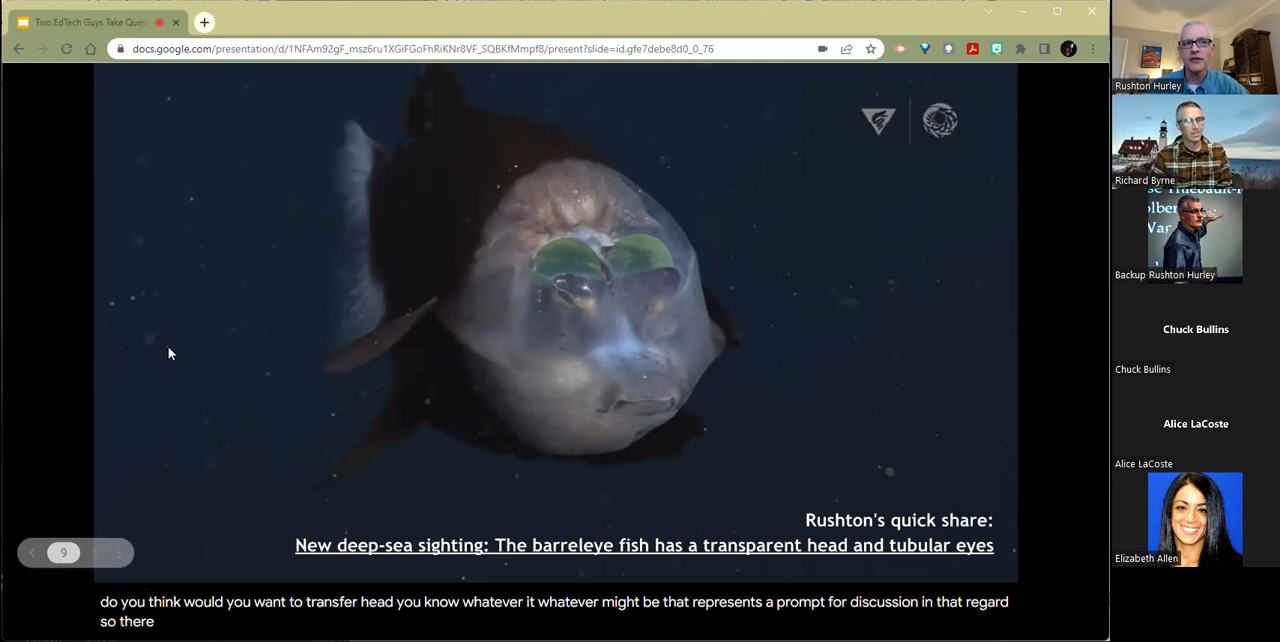 Two EdTech Guys Take Ques
docs.google.com/presentation/d/1NFAm92gF_msz6ru1XGiFGoFhRiKNr8VF_SQBKfMmpf8/present?slide=id.gfe7debe8d0_0_76
Rushton's quick share:
New deep-sea sighting: The barreleye fish has a transparent head and tubular eyes
9
do you think would you want to transfer head you know whatever it whatever might be that represents a prompt for discussion in that regard
so there
Rushton Hurley
Richard Byrne
Backup Rushton Hurley
Chuck Bullins
Chuck Bullins
Alice LaCoste
Alice LaCoste
Elizabeth Allen